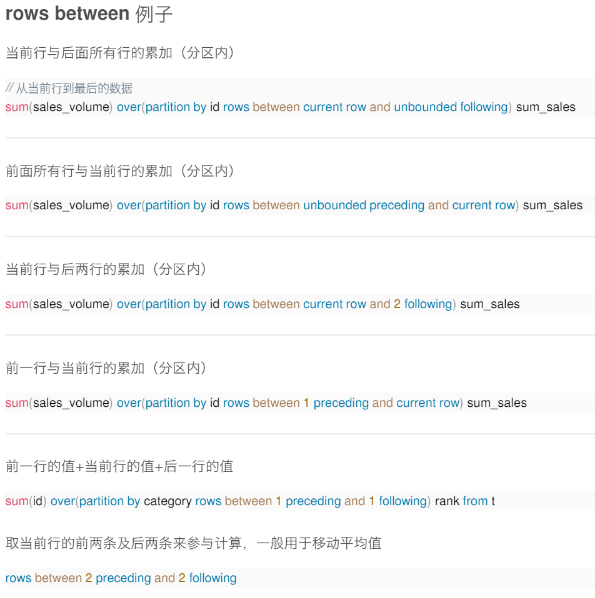 rows between 例子
当前行与后面所有行的累加（分区内）
// 从当前行到最后的数据
sum(sales_volume) over(partition by id rows between current row and unbounded following) sum_sales
前面所有行与当前行的累加（分区内）
sum(sales_volume) over(partition by id rows between unbounded preceding and current row) sum_sales
当前行与后两行的累加（分区内）
sum(sales_volume) over(partition by id rows between current row and 2 following) sum_sales
前一行与当前行的累加（分区内）
sum(sales_volume) over(partition by id rows between 1 preceding and current row) sum_sales
前一行的值+当前行的值+后一行的值
sum(id) over(partition by category rows between 1 preceding and 1 following) rank from t
取当前行的前两条及后两条来参与计算，一般用于移动平均值
rows between 2 preceding and 2 following